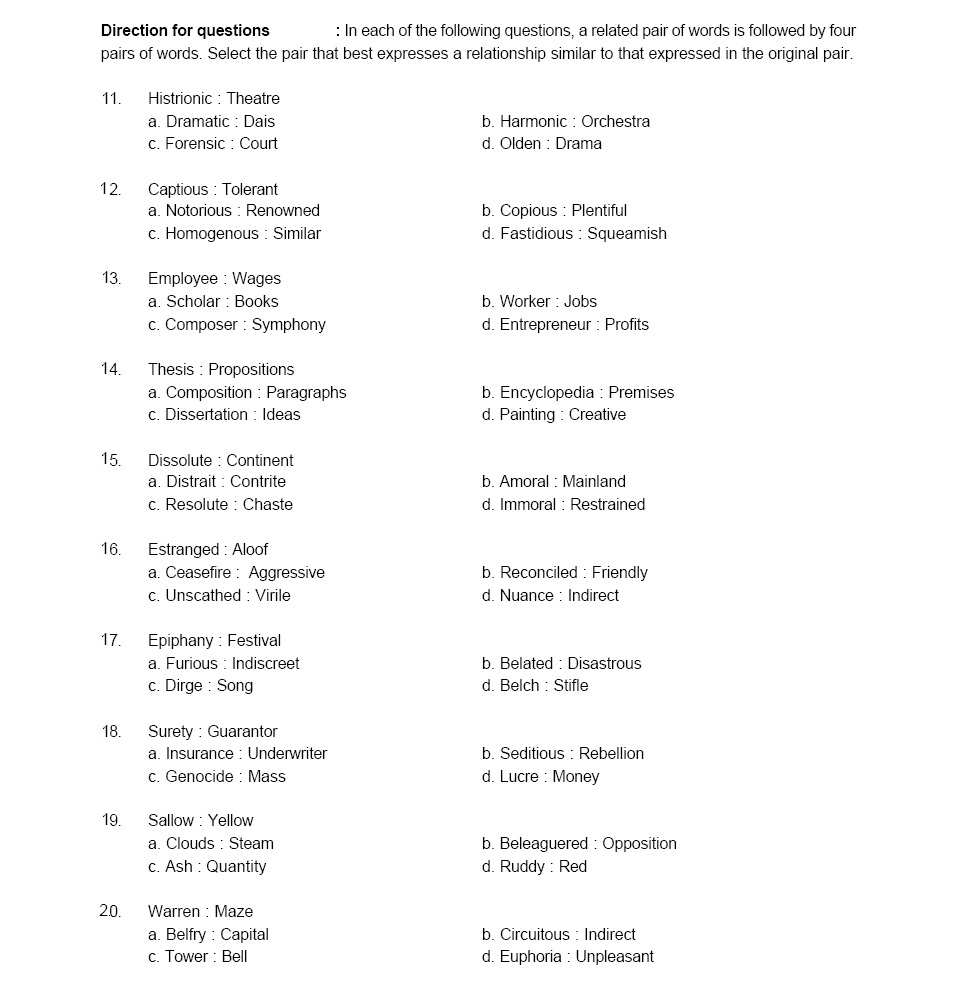 Direction for questions : In each of the following questions, a related pair of words is followed by four
pairs of words. Select the pair that best expresses a relationship similar to that expressed in the original pair.
11. Histrionic : Theatre
a. Dramatic : Dais b. Harmonic : Orchestra
c. Forensic : Court d. Olden : Drama
12. Captious : Tolerant
a. Notorious : Renowned b. Copious : Plentiful
c. Homogenous : Similar d. Fastidious : Squeamish
13. Employee : Wages
a. Scholar : Books b. Worker : Jobs
c. Composer : Symphony d. Entrepreneur : Profits
14. Thesis : Propositions
a. Composition : Paragraphs b. Encyclopedia : Premises
c. Dissertation : Ideas d. Painting : Creative
15. Dissolute : Continent
a. Distrait : Contrite b. Amoral : Mainland
c. Resolute : Chaste d. Immoral : Restrained
16. Estranged : Aloof
a. Ceasefire : Aggressive b. Reconciled : Friendly
c. Unscathed : Virile d. Nuance : Indirect
17. Epiphany : Festival
a. Furious : Indiscreet b. Belated : Disastrous
c. Dirge : Song d. Belch : Stifle
18. Surety : Guarantor
a. Insurance : Underwriter b. Seditious : Rebellion
c. Genocide : Mass d. Lucre : Money
19. Sallow : Yellow
a. Clouds : Steam b. Beleaguered : Opposition
c. Ash : Quantity d. Ruddy : Red
20. Warren : Maze
a. Belfry : Capital b. Circuitous : Indirect
c. Tower : Bell d. Euphoria : Unpleasant